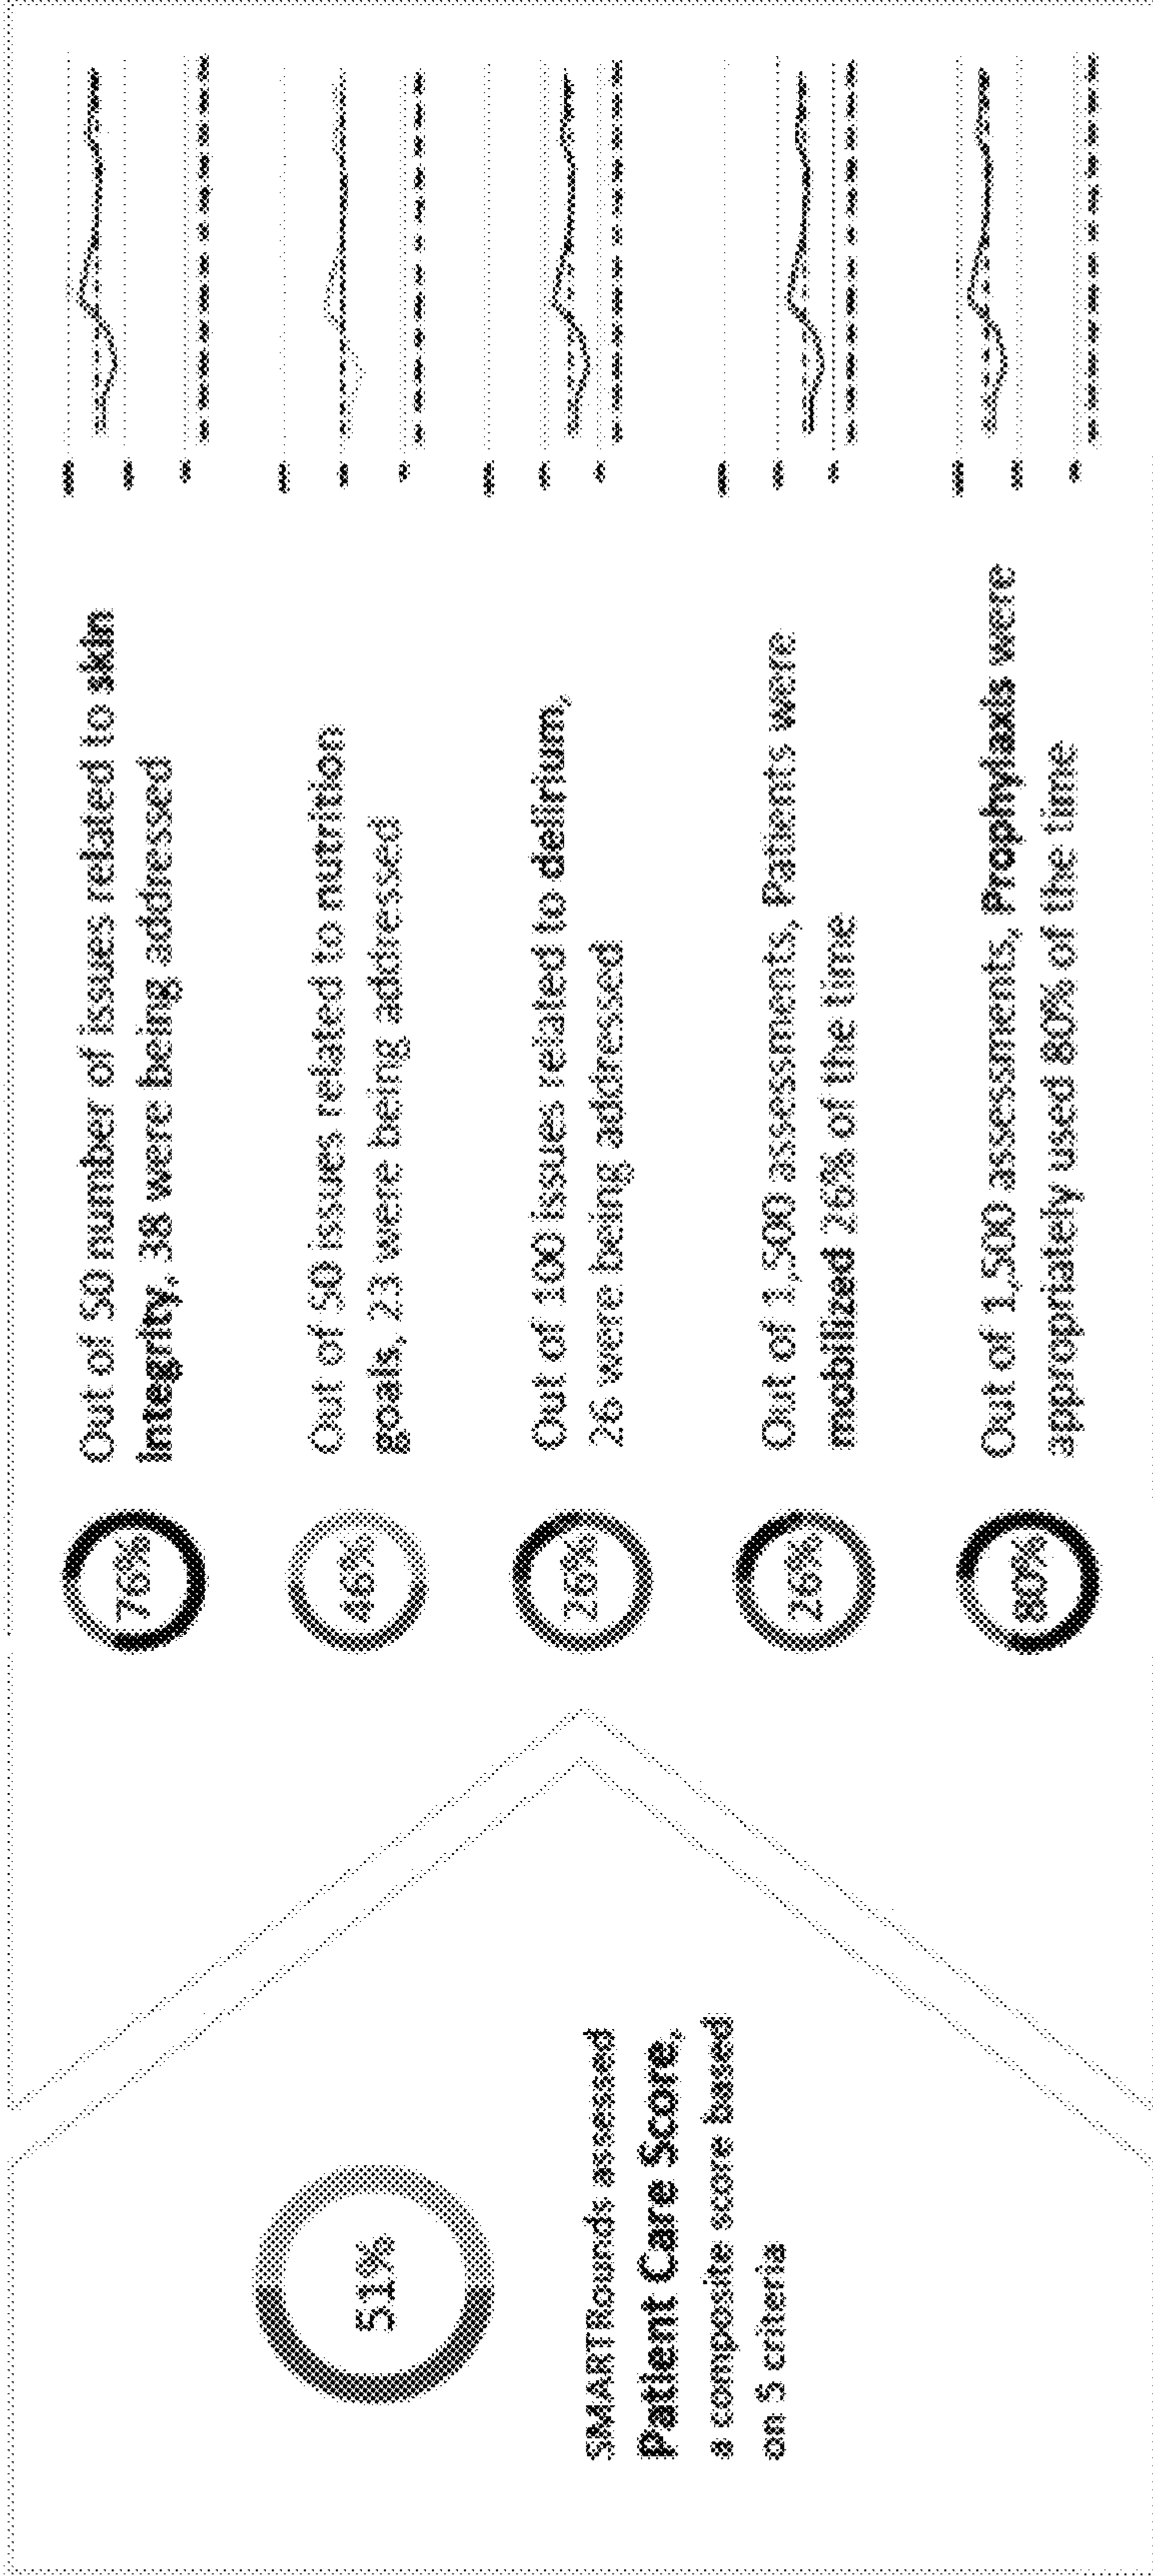 51%
SMARTRounds assessed
Patient Care Score,
a composite score based
on 5 criteria
76%
Out of 50 number of issues related to skin
integrity, 38 were being addressed
46%
Out of 50 issues related to nutrition
goals, 23 were being addressed
26%
Out of 100 issues related to delirium,
26 were being addressed
26%
Out of 1,500 assessments, Patients were
mobilized 26% of the time
80%
Out of 1,500 assessments, Prophylaxis were
appropriately used 80% of the time